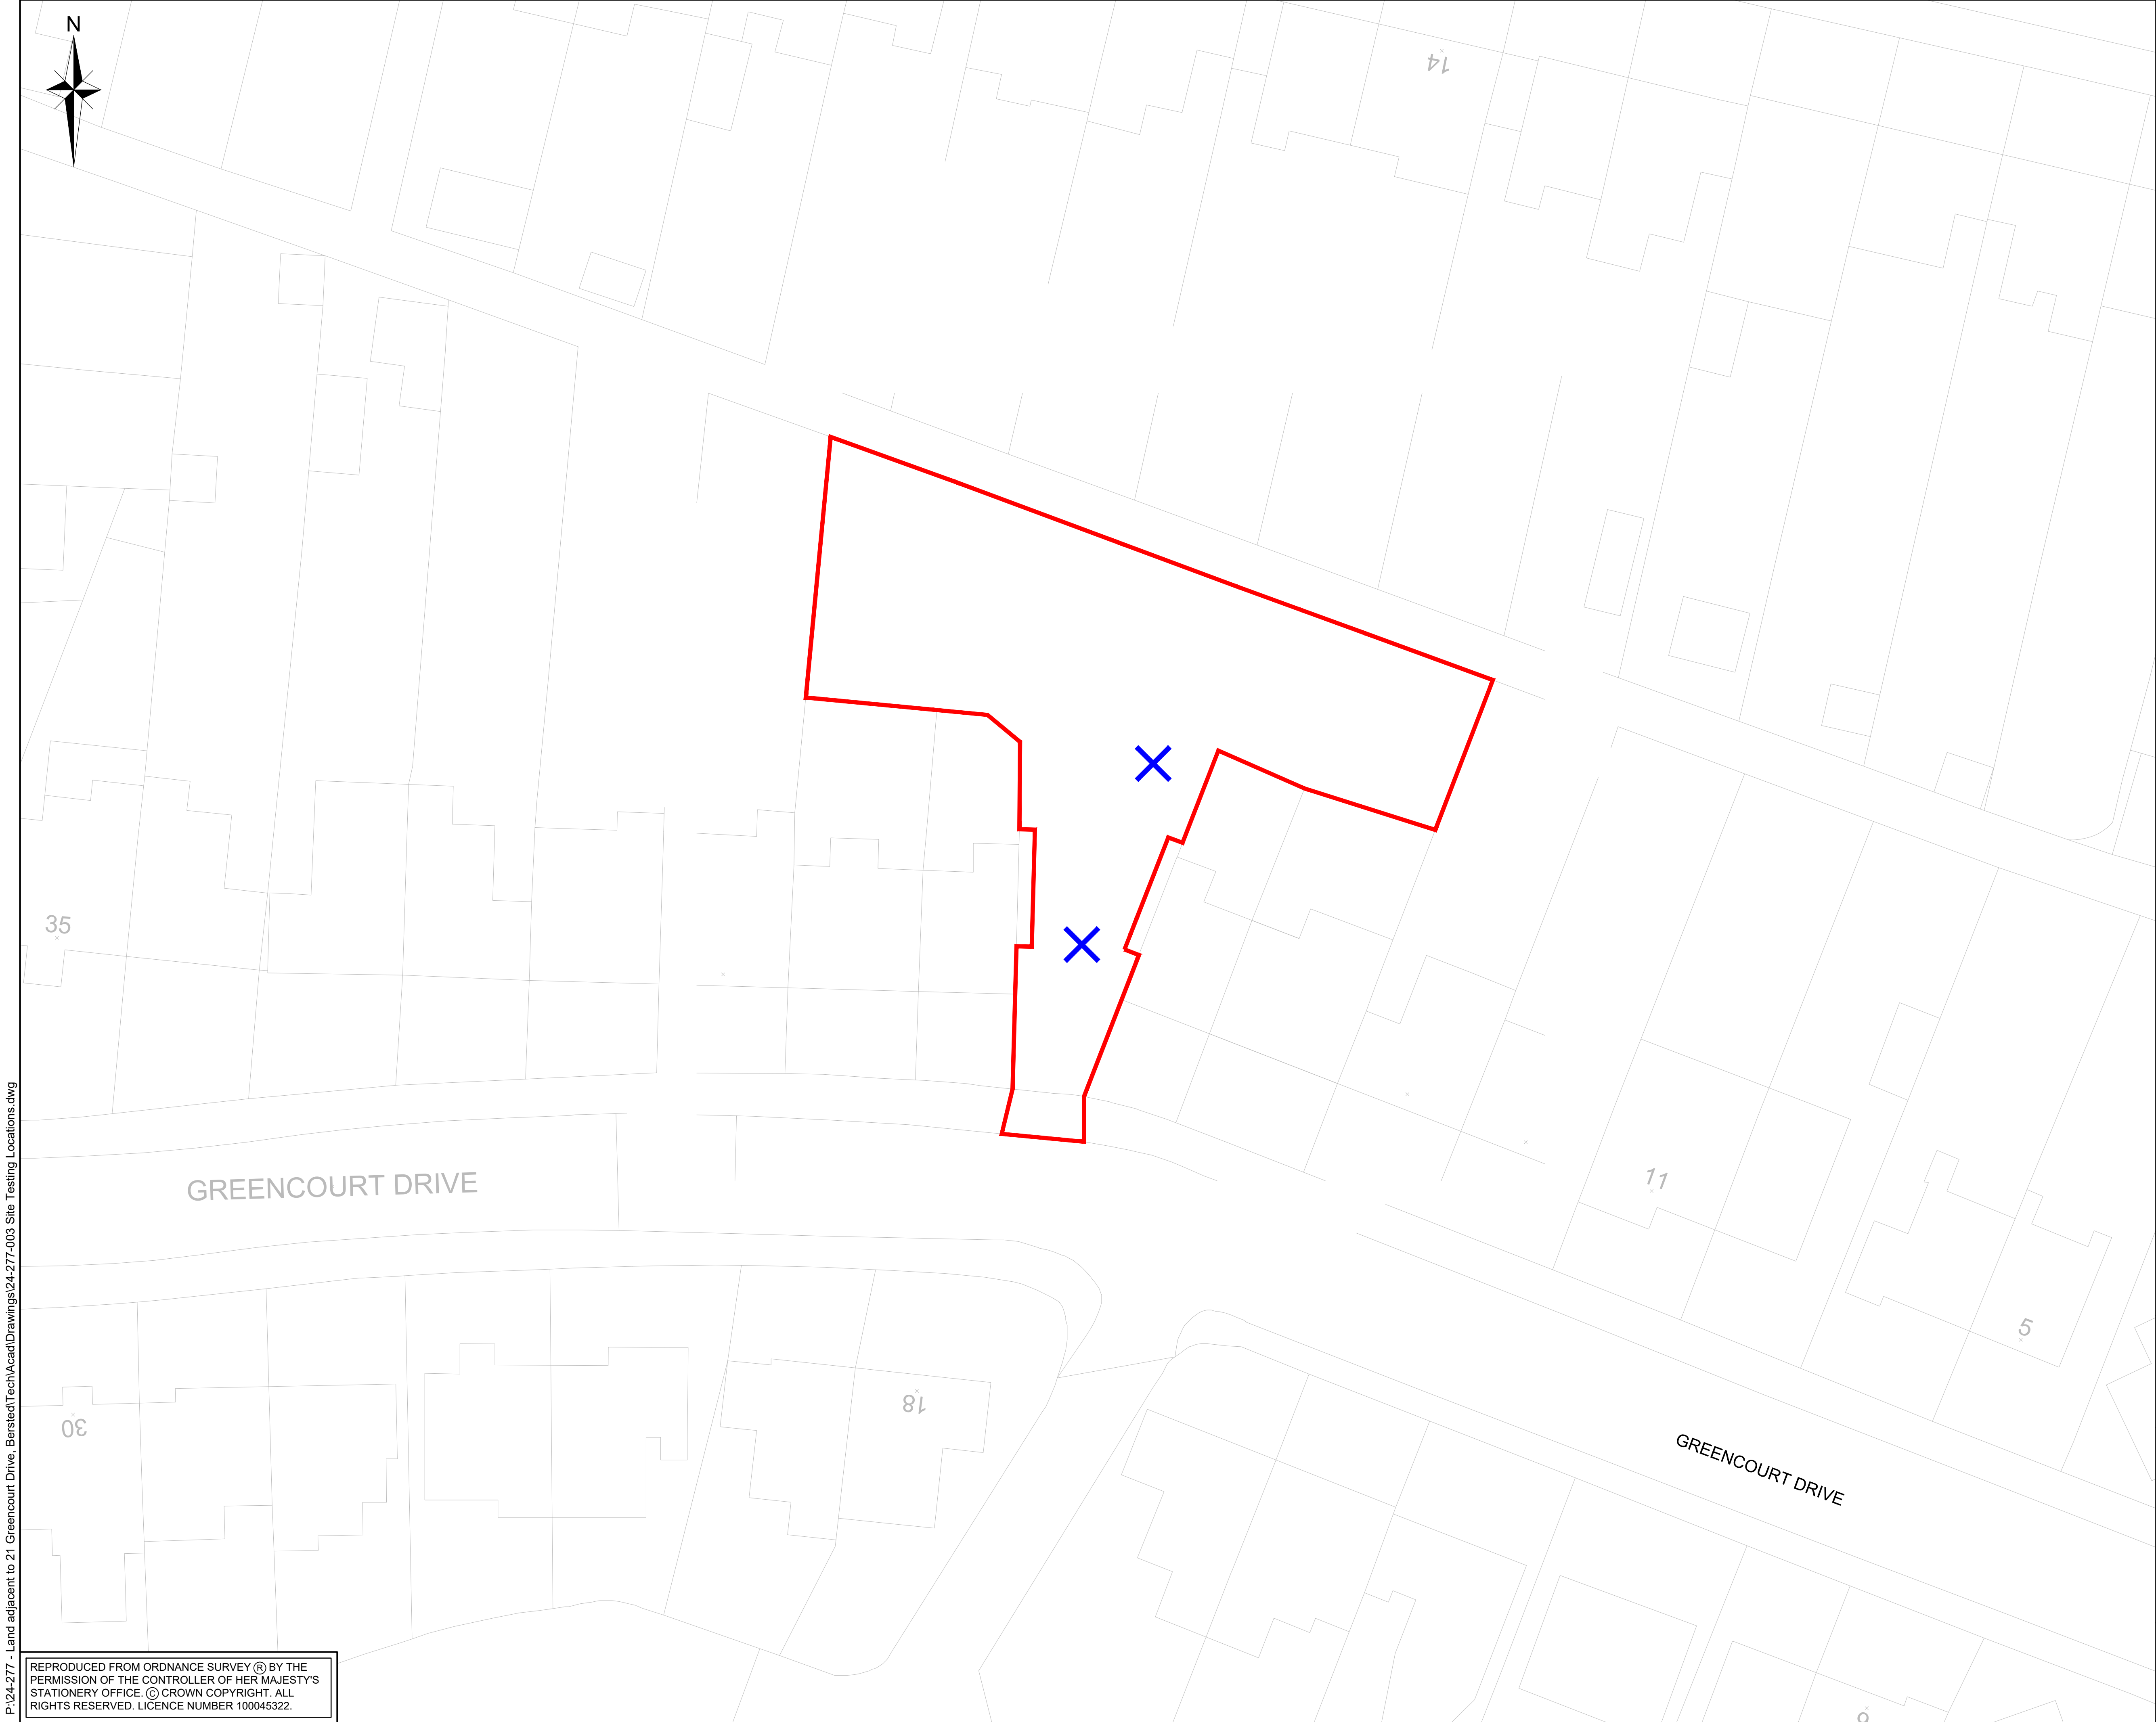 N
14
35
GREENCOURT DRIVE
11
5
18
30
GREENCOURT DRIVE
9
P:\24-277 - Land adjacent to 21 Greencourt Drive, Bersted\Tech\Acad\Drawings\24-277-003 Site Testing Locations.dwg
REPRODUCED FROM ORDNANCE SURVEY ® BY THE
PERMISSION OF THE CONTROLLER OF HER MAJESTY'S
STATIONERY OFFICE. © CROWN COPYRIGHT. ALL
RIGHTS RESERVED. LICENCE NUMBER 100045322.